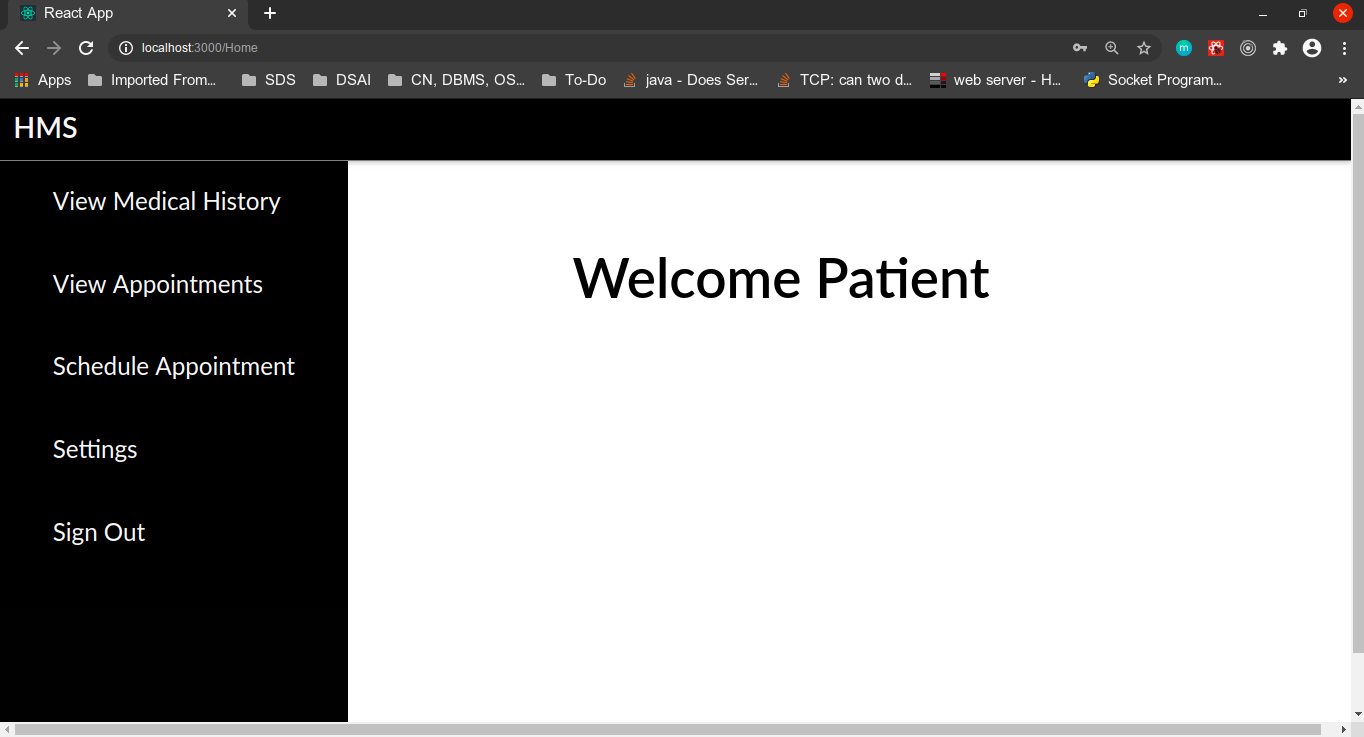 React App
localhost:3000/Home
Apps Imported From... SDS DSAI CN, DBMS, OS... To-Do java - Does Ser... TCP: can two d... web server - H... Socket Program... »
HMS
View Medical History
View Appointments
Schedule Appointment
Settings
Sign Out
Welcome Patient